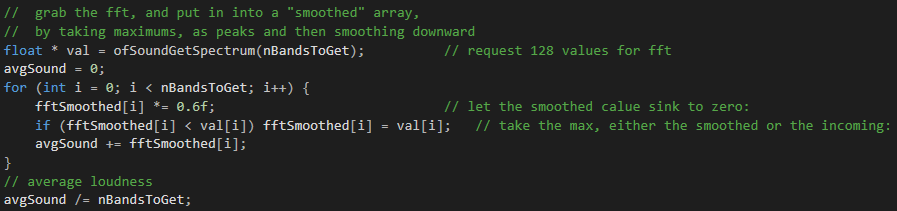 //  grab the fft, and put in into a "smoothed" array,
//  by taking maximums, as peaks and then smoothing downward
float * val = ofSoundGetSpectrum(nBandsToGet);          // request 128 values for fft
avgSound = 0;
for (int i = 0; i < nBandsToGet; i++) {
    fftSmoothed[i] *= 0.6f;                             // let the smoothed calue sink to zero:
    if (fftSmoothed[i] < val[i]) fftSmoothed[i] = val[i];   // take the max, either the smoothed or the incoming:
    avgSound += fftSmoothed[i];
}
// average loudness
avgSound /= nBandsToGet;